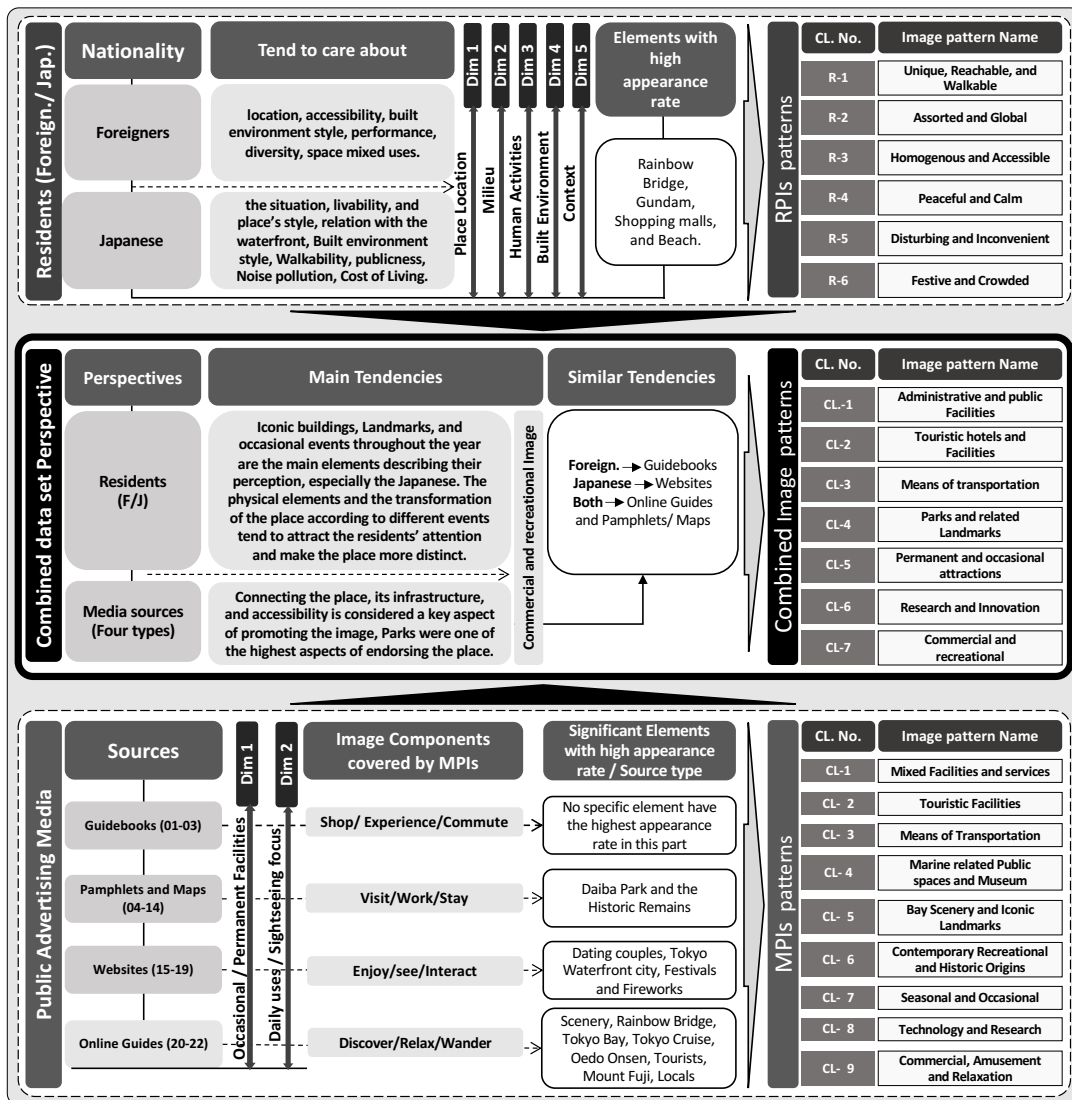 Residents (Foreign./ Jap.)
Nationality
Tend to care about
Dim 1
Dim 2
Dim 3
Dim 4
Dim 5
Elements with
high
appearance
rate
Foreigners
location, accessibility, built
environment style, performance,
diversity, space mixed uses.
Japanese
the situation, livability, and
place's style, relation with the
waterfront, Built environment
style, Walkability, publicness,
Noise pollution, Cost of Living.
Place Location
Milieu
Human Activities
Built Environment
Context
Rainbow
Bridge,
Gundam,
Shopping malls,
and Beach.
RPIs patterns
CL. No.
Image pattern Name
R-1
Unique, Reachable, and
Walkable
R-2
Assorted and Global
R-3
Homogenous and Accessible
R-4
Peaceful and Calm
R-5
Disturbing and Inconvenient
R-6
Festive and Crowded
Combined data set Perspective
Perspectives
Main Tendencies
Similar Tendencies
Residents
(F/J)
Iconic buildings, Landmarks, and
occasional events throughout the year
are the main elements describing their
perception, especially the Japanese. The
physical elements and the transformation
of the place according to different events
tend to attract the residents' attention
and make the place more distinct.
Media sources
(Four types)
Connecting the place, its infrastructure,
and accessibility is considered a key aspect
of promoting the image, Parks were one of
the highest aspects of endorsing the place.
Commercial and recreational Image
Foreign. Guidebooks
Japanese Websites
Both Online Guides
and Pamphlets/ Maps
Combined Image patterns
CL. No.
Image pattern Name
CL.-1
Administrative and public
Facilities
CL-2
Touristic hotels and
Facilities
CL-3
Means of transportation
CL-4
Parks and related
Landmarks
CL-5
Permanent and occasional
attractions
CL-6
Research and Innovation
CL-7
Commercial and
recreational
Public Advertising Media
Sources
Dim 1
Dim 2
Image Components
covered by MPIs
Significant Elements
with high appearance
rate / Source type
Occasional / Permanent Facilities
Daily uses / Sightseeing focus
Guidebooks (01-03)
Shop/ Experience/Commute
No specific element have
the highest appearance
rate in this part
Pamphlets and Maps
(04-14)
Visit/Work/Stay
Daiba Park and the
Historic Remains
Websites (15-19)
Enjoy/see/Interact
Dating couples, Tokyo
Waterfront city, Festivals
and Fireworks
Online Guides (20-22)
Discover/Relax/Wander
Scenery, Rainbow Bridge,
Tokyo Bay, Tokyo Cruise,
Oedo Onsen, Tourists,
Mount Fuji, Locals
MPIs patterns
CL. No.
Image pattern Name
CL-1
Mixed Facilities and services
CL- 2
Touristic Facilities
CL- 3
Means of Transportation
CL- 4
Marine related Public
spaces and Museum
CL- 5
Bay Scenery and Iconic
Landmarks
CL- 6
Contemporary Recreational
and Historic Origins
CL- 7
Seasonal and Occasional
CL- 8
Technology and Research
CL- 9
Commercial, Amusement
and Relaxation